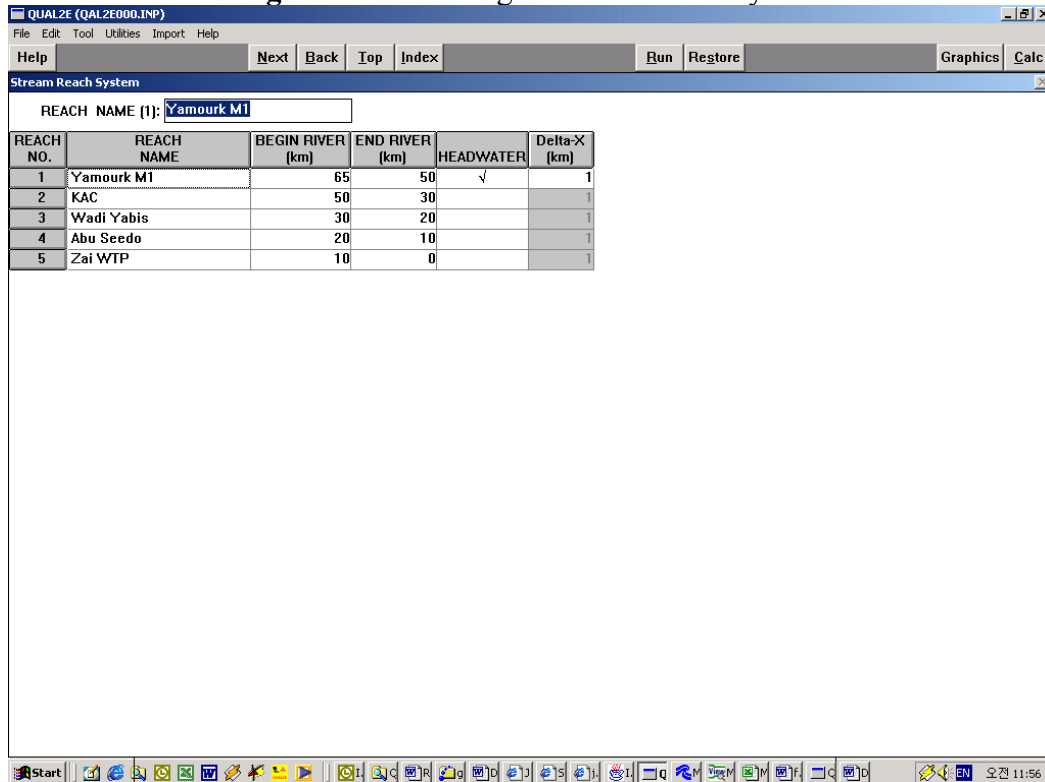 QUAL2E (QAL2E000.INP)
File Edit Tool Utilities Import Help
Help Next Back Top Index Run Restore Graphics Calc
Stream Reach System
REACH NAME (1): Yamourk M1
REACH NO. REACH NAME BEGIN RIVER (km) END RIVER (km) HEADWATER Delta-X (km)
1 Yamourk M1 65 50 √ 1
2 KAC 50 30 1
3 Wadi Yabis 30 20 1
4 Abu Seedo 20 10 1
5 Zai WTP 10 0 1
Start EN 오전 11:56